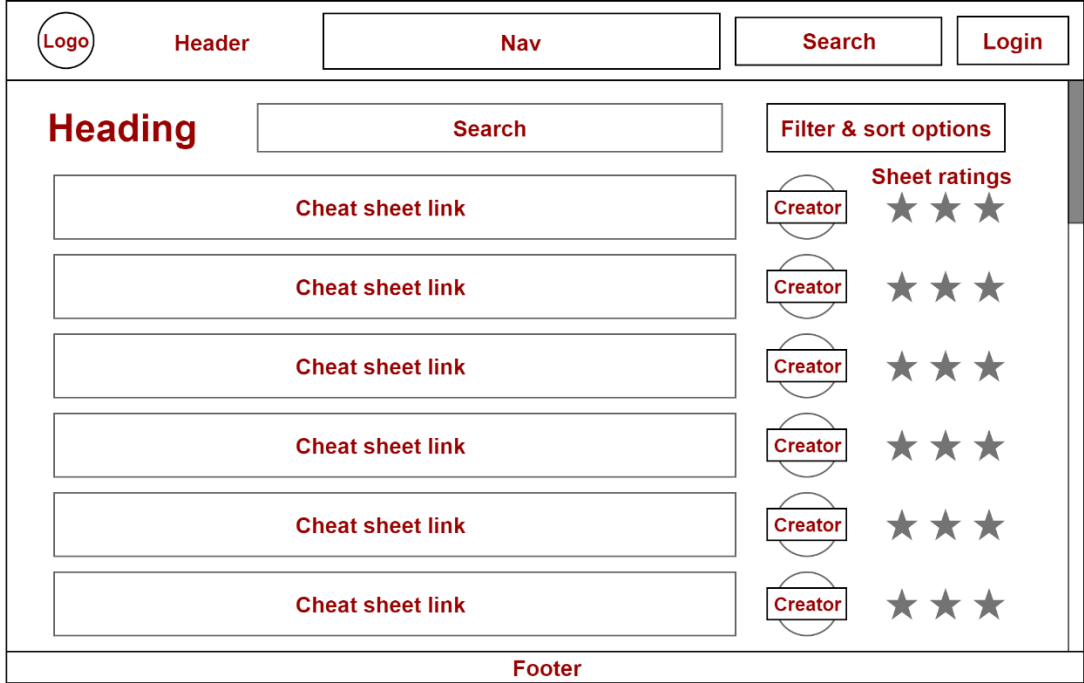 Logo
Header
Nav
Search
Login
Heading
Search
Filter & sort options
Sheet ratings
Cheat sheet link
Creator
Cheat sheet link
Creator
Cheat sheet link
Creator
Cheat sheet link
Creator
Cheat sheet link
Creator
Cheat sheet link
Creator
Footer